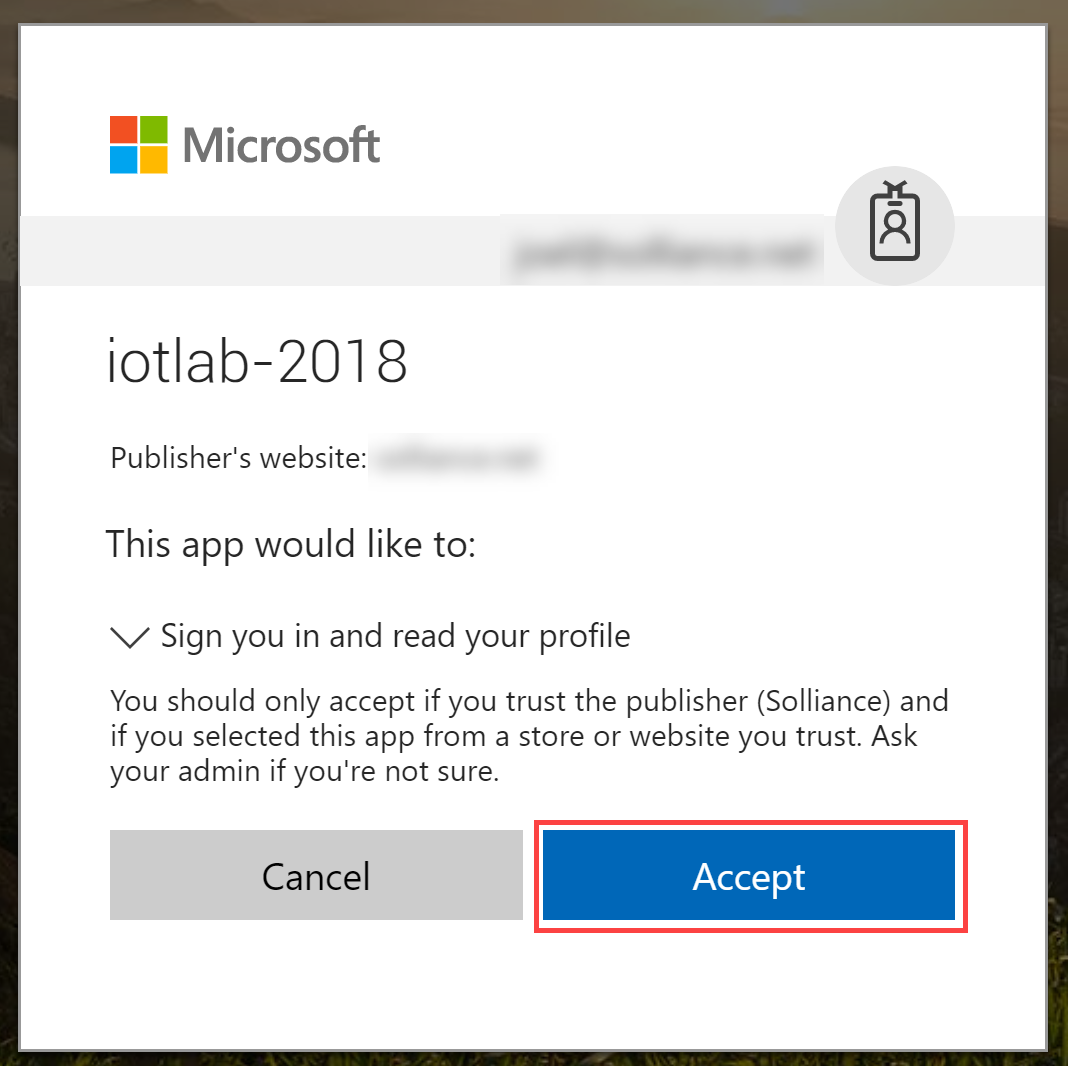 Microsoft
iotlab-2018
Publisher's website:
This app would like to:
Sign you in and read your profile
You should only accept if you trust the publisher (Solliance) and
if you selected this app from a store or website you trust. Ask
your admin if you're not sure.
Cancel
Accept